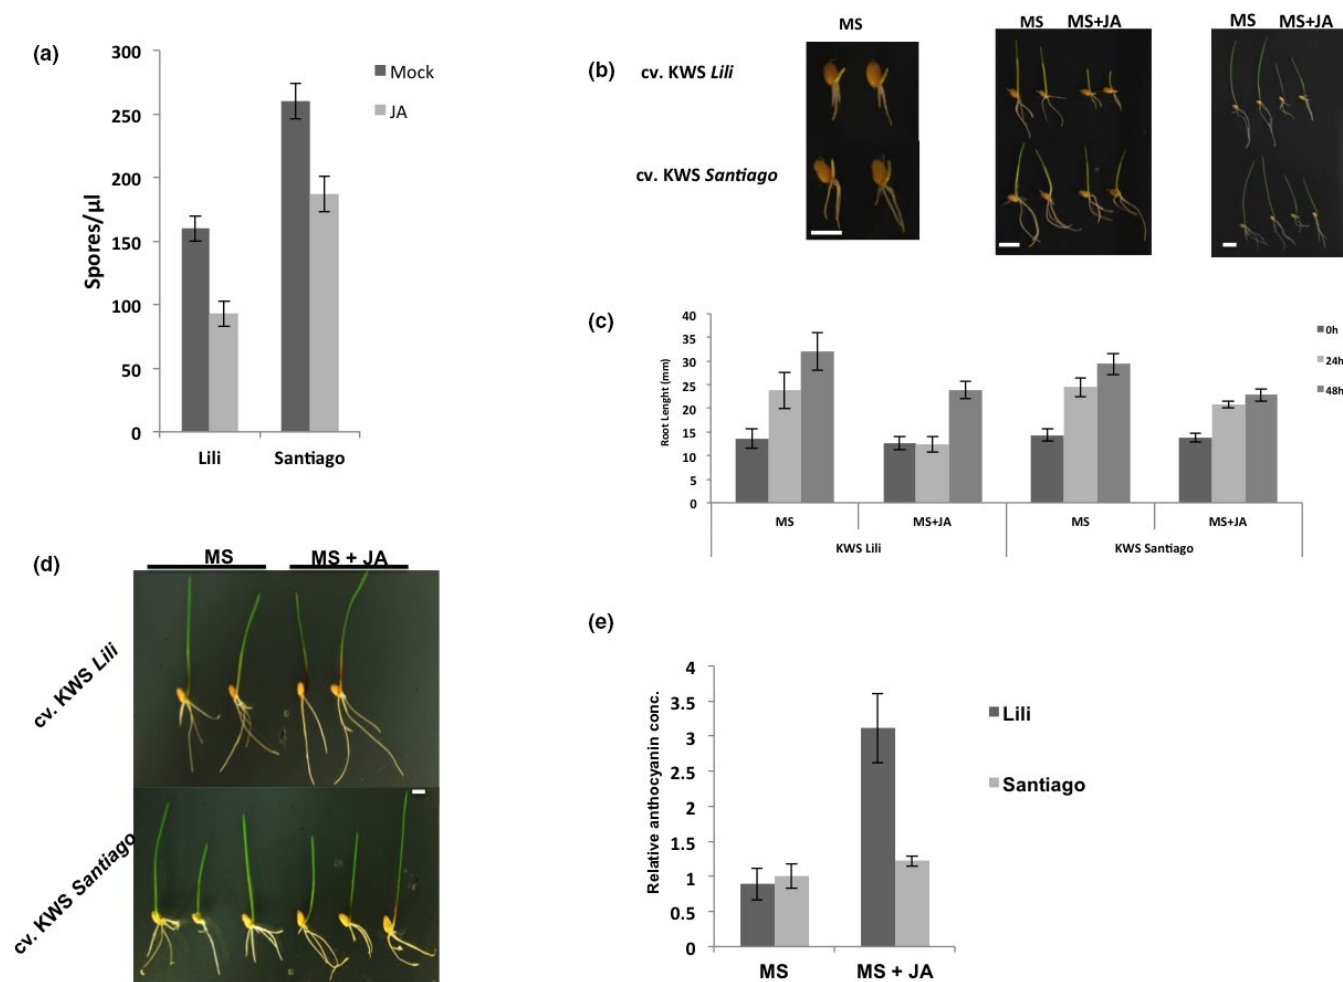 (a)
300
250
200
150
100
50
0
Spores/µl
Mock
JA
Lili Santiago
(b)
MS
MS MS+JA
MS MS+JA
cv. KWS Lili
cv. KWS Santiago
(c)
40
35
30
25
20
15
10
5
0
Root Lenght (mm)
0h
24h
48h
MS MS+JA MS MS+JA
KWS Lili KWS Santiago
(d)
MS MS + JA
cv. KWS Lili
cv. KWS Santiago
(e)
4
3.5
3
2.5
2
1.5
1
0.5
0
Relative anthocyanin conc.
Lili
Santiago
MS MS + JA